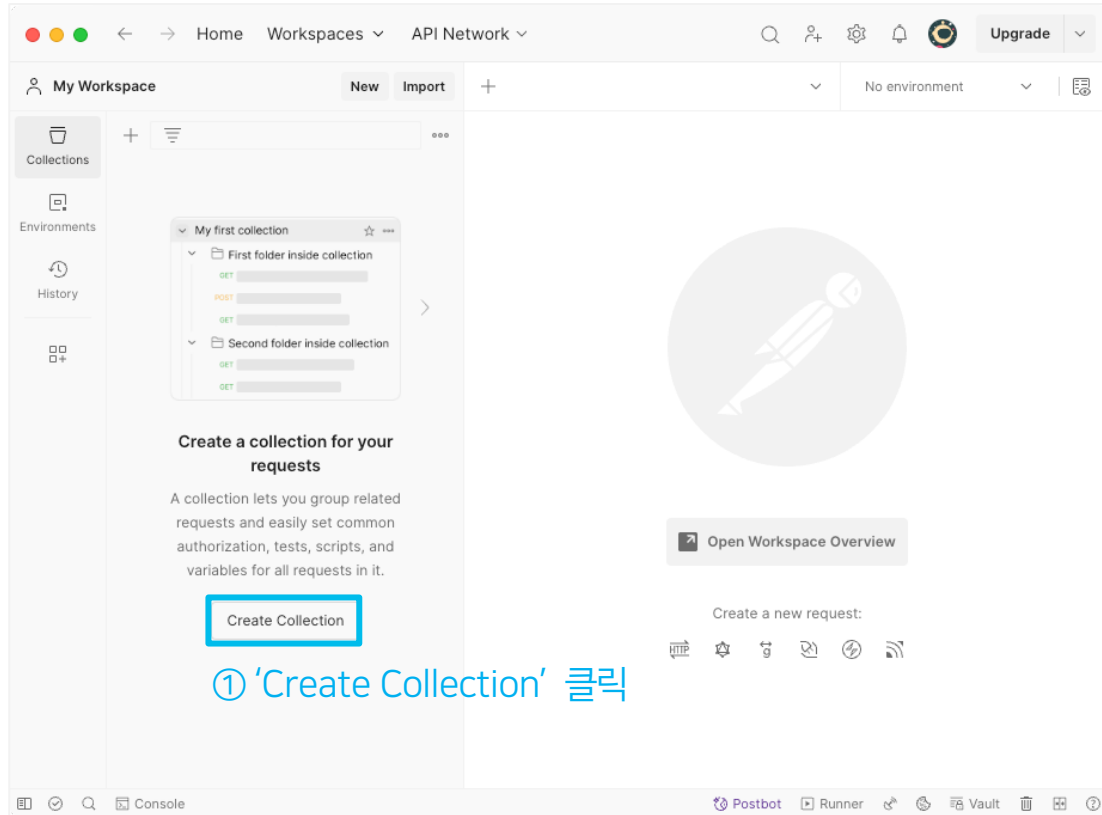 Home Workspaces API Network Upgrade
My Workspace New Import No environment
Collections
Environments
History
My first collection
First folder inside collection
GET
POST
GET
Second folder inside collection
GET
GET
Create a collection for your
requests
A collection lets you group related
requests and easily set common
authorization, tests, scripts, and
variables for all requests in it.
Create Collection
① ‘Create Collection’ 클릭
Open Workspace Overview
Create a new request:
HTTP g
Console Postbot Runner Vault